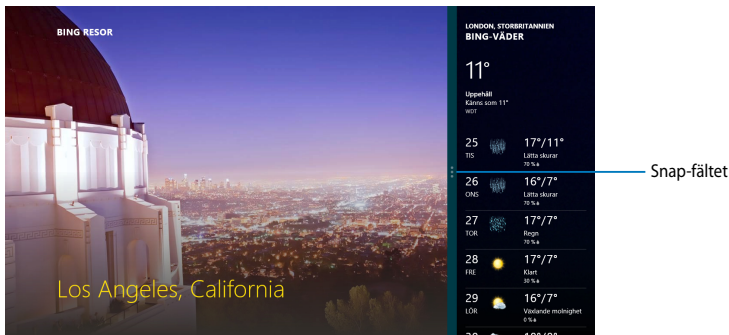 BING RESOR
Los Angeles, California
LONDON, STORBRITANNIEN
BING-VÄDER
11°
Uppehåll
Känns som 11°
WDT
25 17°/11°
TIS Lätta skurar
70 %
26 16°/7°
ONS Lätta skurar
70 %
27 17°/7°
TOR Regn
70 %
28 17°/7°
FRE Klart
30 %
29 16°/7°
LÖR Växlande molnighet
0 %
Snap-fältet